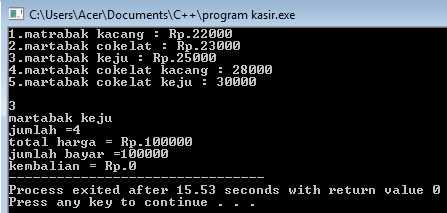 C:\Users\Acer\Documents\C++\program kasir.exe
1.matrabak kacang : Rp.22000
2.martabak cokelat : Rp.23000
3.martabak keju : Rp.25000
4.martabak cokelat kacang : 28000
5.martabak cokelat keju : 30000
3
martabak keju
jumlah =4
total harga = Rp.100000
jumlah bayar =100000
kembalian = Rp.0
--------------------------------
Process exited after 15.53 seconds with return value 0
Press any key to continue . . .